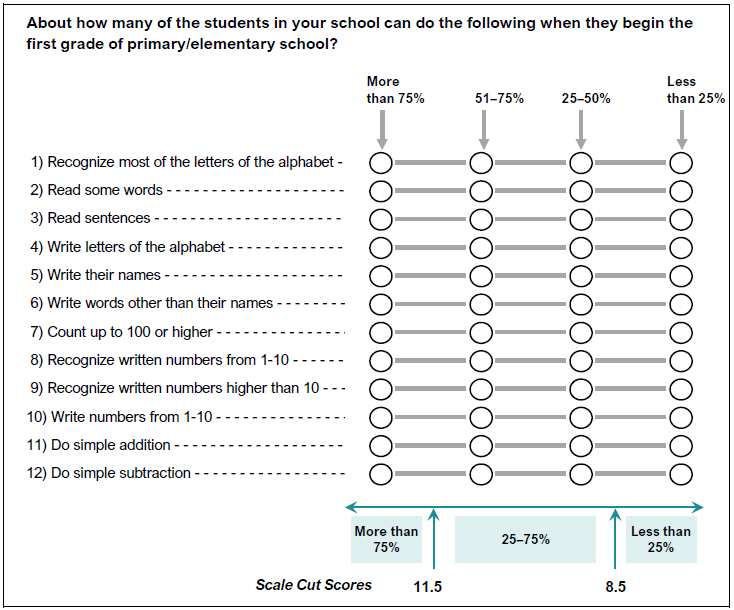 About how many of the students in your school can do the following when they begin the
first grade of primary/elementary school?
More
than 75%
51–75%
25–50%
Less
than 25%
1) Recognize most of the letters of the alphabet -
2) Read some words - - - - - - - - - - - - - - - - - - - -
3) Read sentences - - - - - - - - - - - - - - - - - - - - -
4) Write letters of the alphabet - - - - - - - - - - - - -
5) Write their names - - - - - - - - - - - - - - - - - - - -
6) Write words other than their names - - - - - - - -
7) Count up to 100 or higher - - - - - - - - - - - - - - -
8) Recognize written numbers from 1-10 - - - - - -
9) Recognize written numbers higher than 10 - - -
10) Write numbers from 1-10 - - - - - - - - - - - - - - -
11) Do simple addition - - - - - - - - - - - - - - - - - - -
12) Do simple subtraction - - - - - - - - - - - - - - - - -
More than
75%
25–75%
Less than
25%
Scale Cut Scores 11.5 8.5